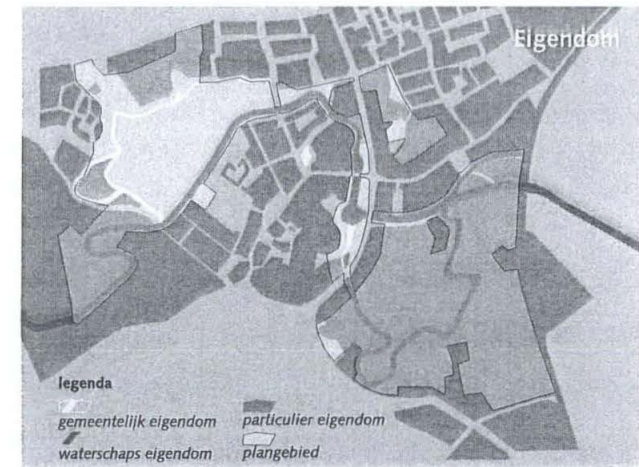 Eigendom
legenda
gemeentelijk eigendom
particulier eigendom
waterschaps eigendom
plangebied